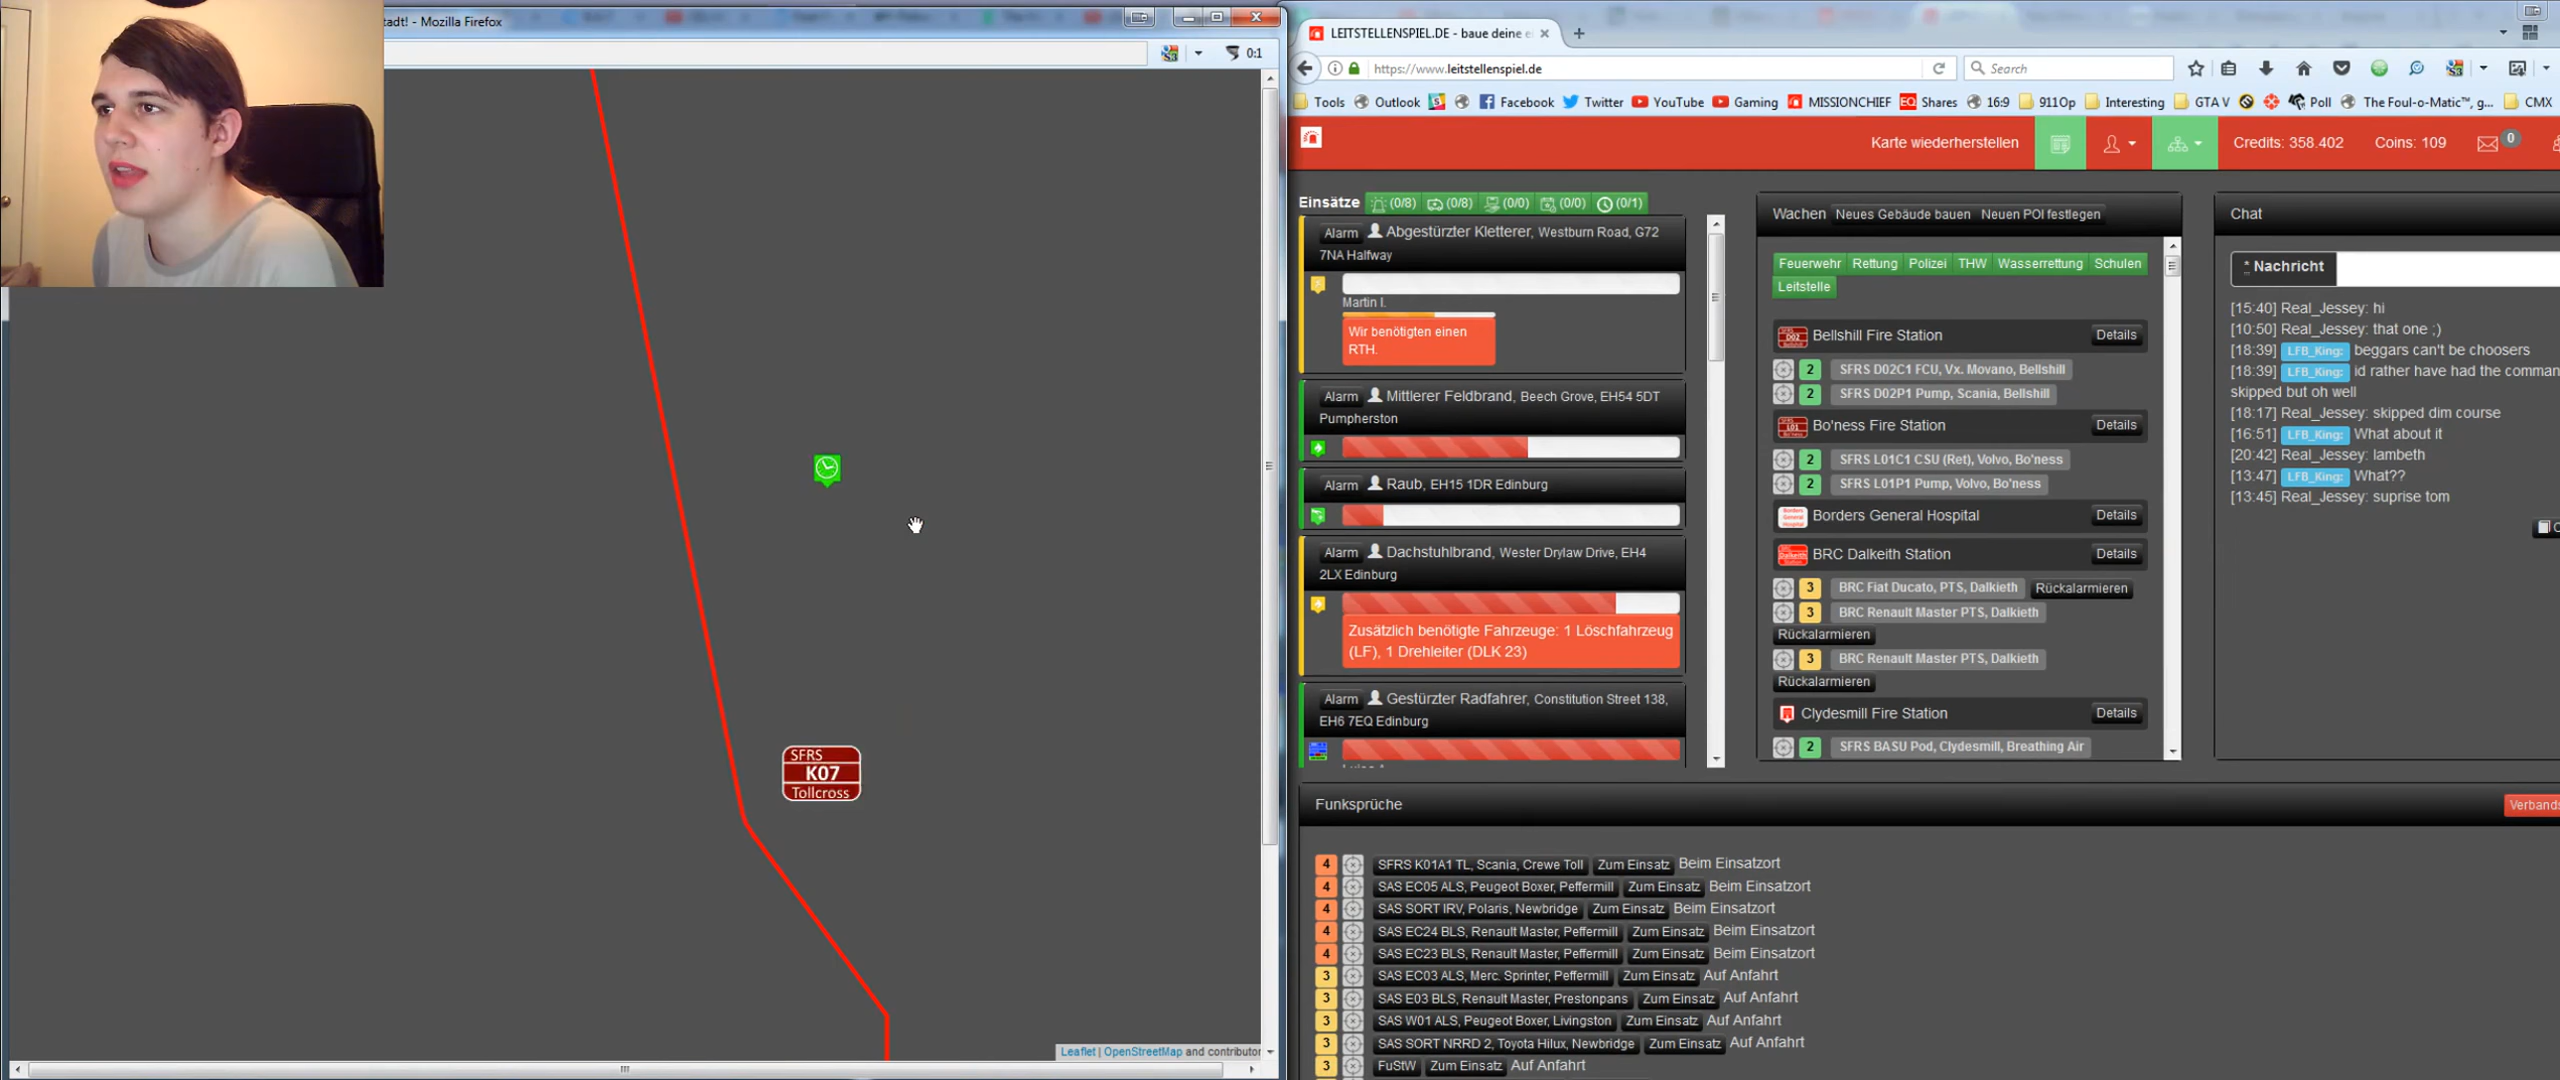 tadt! - Mozilla Firefox
0:1
SFRS
K07
Tollcross
Leaflet | OpenStreetMap and contributor
LEITSTELLENSPIEL.DE - baue deine
https://www.leitstellenspiel.de
Search
Tools Outlook Facebook Twitter YouTube Gaming MISSIONCHIEF EQ Shares 16:9 911Op Interesting GTA V Poll The Foul-o-Matic™, g... CMX
Karte wiederherstellen
Credits: 358.402 Coins: 109 0
Einsätze (0/8) (0/8) (0/0) (0/0) (0/1)
Alarm Abgestürzter Kletterer, Westburn Road, G72
7NA Halfway
Martin I.
Wir benötigten einen
RTH.
Alarm Mittlerer Feldbrand, Beech Grove, EH54 5DT
Pumpherston
Alarm Raub, EH15 1DR Edinburg
Alarm Dachstuhlbrand, Wester Drylaw Drive, EH4
2LX Edinburg
Zusätzlich benötigte Fahrzeuge: 1 Löschfahrzeug
(LF), 1 Drehleiter (DLK 23)
Alarm Gestürzter Radfahrer, Constitution Street 138,
EH6 7EQ Edinburg
Wachen Neues Gebäude bauen Neuen POI festlegen
Feuerwehr Rettung Polizei THW Wasserrettung Schulen
Leitstelle
Bellshill Fire Station Details
2 SFRS D02C1 FCU, Vx. Movano, Bellshill
2 SFRS D02P1 Pump, Scania, Bellshill
Bo'ness Fire Station Details
2 SFRS L01C1 CSU (Ret), Volvo, Bo'ness
2 SFRS L01P1 Pump, Volvo, Bo'ness
Borders General Hospital Details
BRC Dalkeith Station Details
3 BRC Fiat Ducato, PTS, Dalkieth Rückalarmieren
3 BRC Renault Master PTS, Dalkieth
Rückalarmieren
3 BRC Renault Master PTS, Dalkieth
Rückalarmieren
Clydesmill Fire Station Details
2 SFRS BASU Pod, Clydesmill, Breathing Air
Chat
* Nachricht
[15:40] Real_Jessey: hi
[10:50] Real_Jessey: that one ;)
[18:39] LFB_King: beggars can't be choosers
[18:39] LFB_King: id rather have had the comman
skipped but oh well
[18:17] Real_Jessey: skipped dim course
[16:51] LFB_King: What about it
[20:42] Real_Jessey: lambeth
[13:47] LFB_King: What??
[13:45] Real_Jessey: suprise tom
Funksprüche
Verbands
4 SFRS K01A1 TL, Scania, Crewe Toll Zum Einsatz Beim Einsatzort
4 SAS EC05 ALS, Peugeot Boxer, Peffermill Zum Einsatz Beim Einsatzort
4 SAS SORT IRV, Polaris, Newbridge Zum Einsatz Beim Einsatzort
4 SAS EC24 BLS, Renault Master, Peffermill Zum Einsatz Beim Einsatzort
4 SAS EC23 BLS, Renault Master, Peffermill Zum Einsatz Beim Einsatzort
3 SAS EC03 ALS, Merc. Sprinter, Peffermill Zum Einsatz Auf Anfahrt
3 SAS E03 BLS, Renault Master, Prestonpans Zum Einsatz Auf Anfahrt
3 SAS W01 ALS, Peugeot Boxer, Livingston Zum Einsatz Auf Anfahrt
3 SAS SORT NRRD 2, Toyota Hilux, Newbridge Zum Einsatz Auf Anfahrt
3 FuStW Zum Einsatz Auf Anfahrt